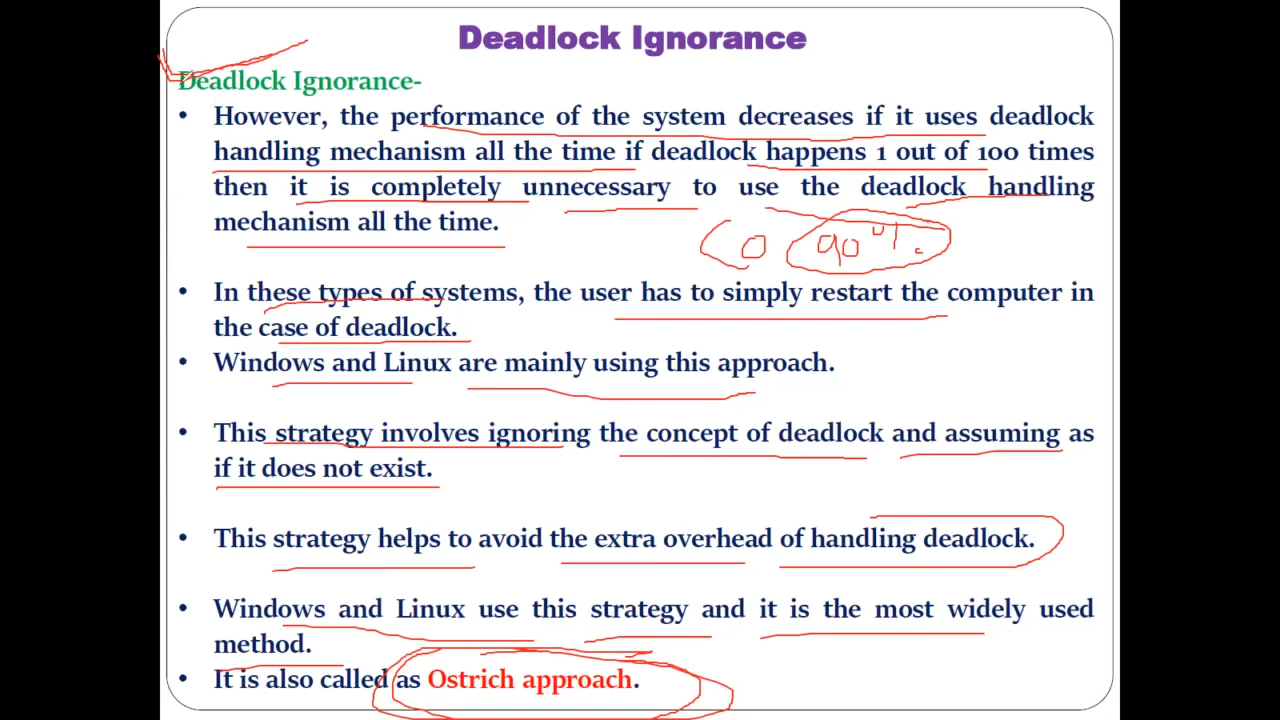 Deadlock Ignorance
Deadlock Ignorance-
• However, the performance of the system decreases if it uses deadlock
handling mechanism all the time if deadlock happens 1 out of 100 times
then it is completely unnecessary to use the deadlock handling
mechanism all the time.
90%
• In these types of systems, the user has to simply restart the computer in
the case of deadlock.
• Windows and Linux are mainly using this approach.
• This strategy involves ignoring the concept of deadlock and assuming as
if it does not exist.
• This strategy helps to avoid the extra overhead of handling deadlock.
• Windows and Linux use this strategy and it is the most widely used
method.
• It is also called as Ostrich approach.